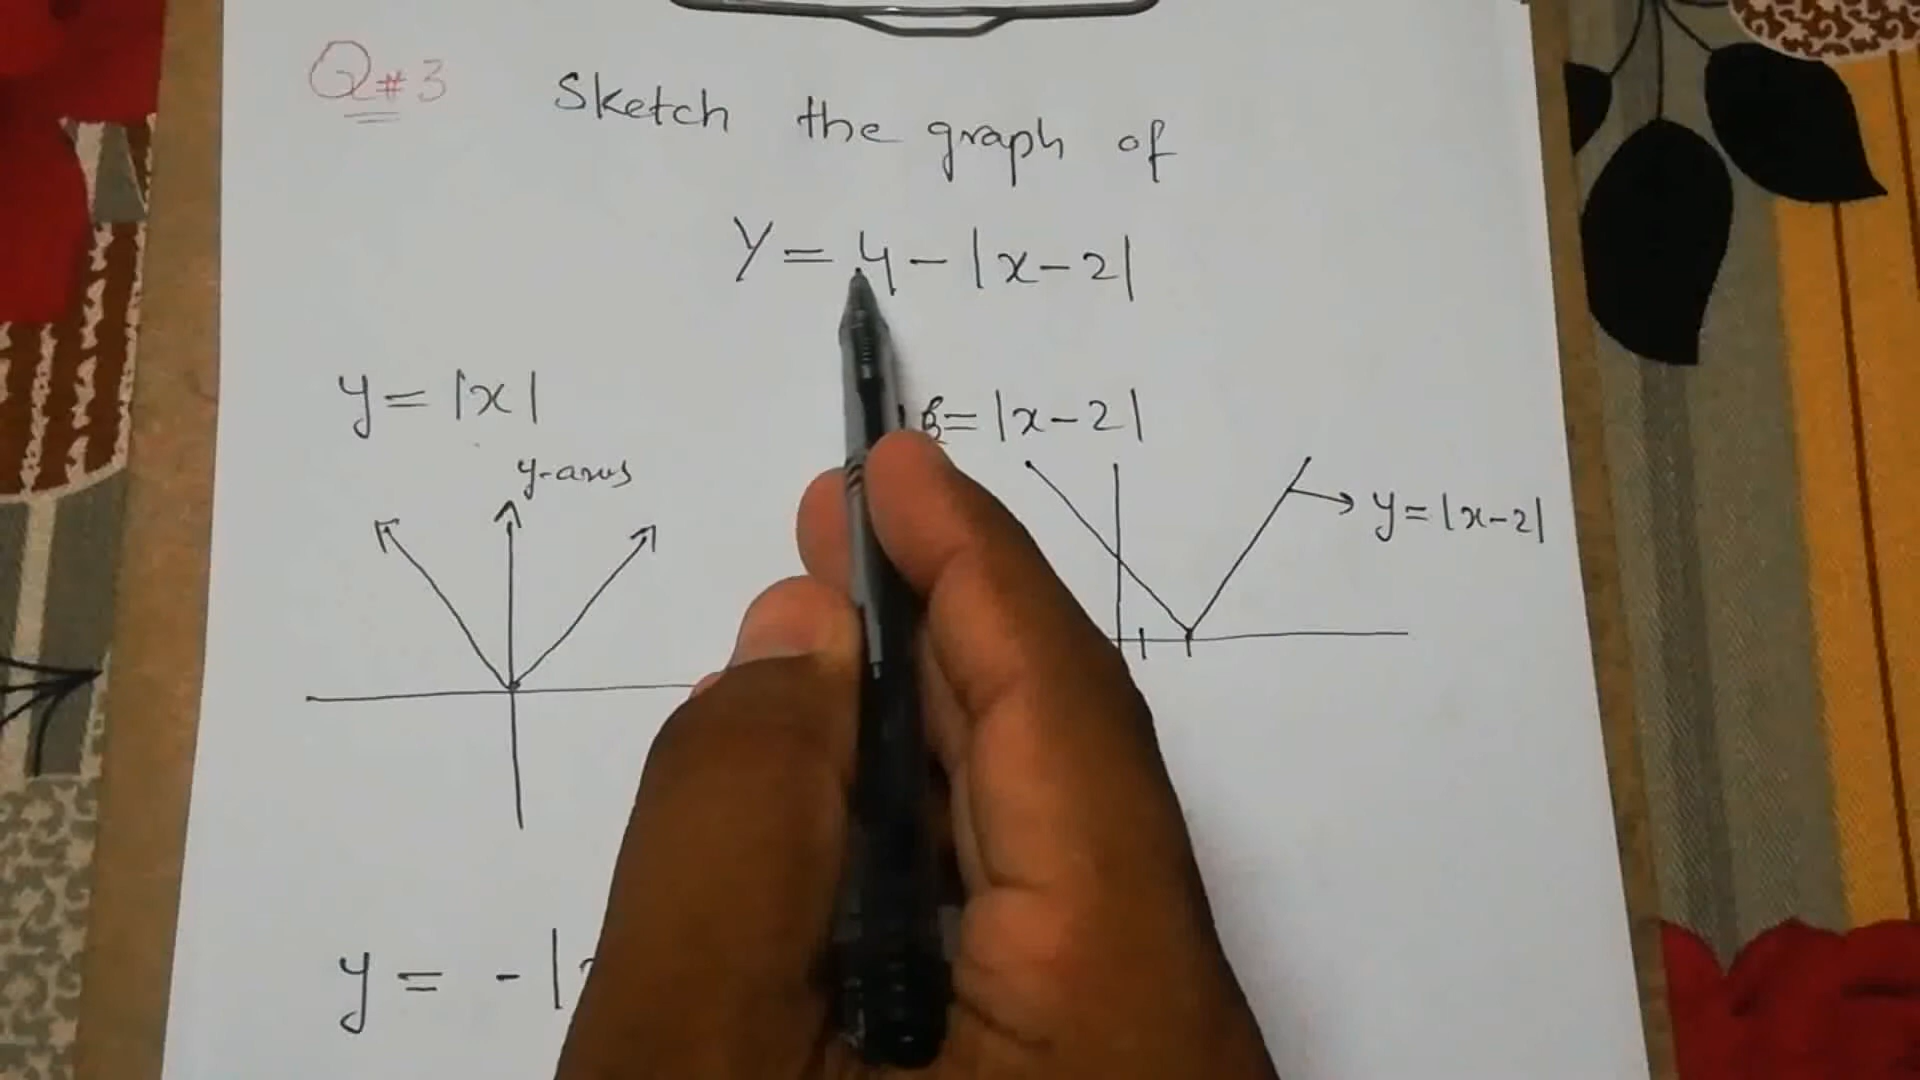 Q#3 Sketch the graph of
Y = 4 - |x-2|
y = |x|
= |x-2|
y-axis
y=|x-2|
y = -|